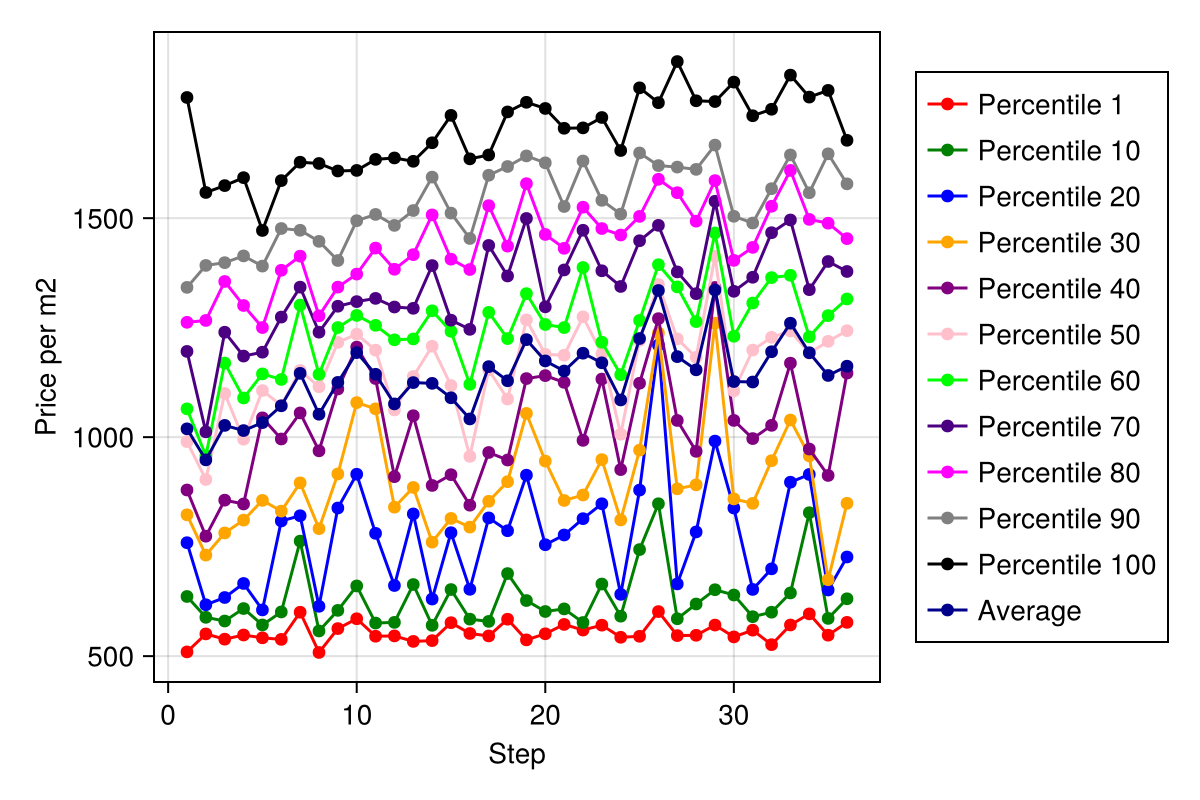 Price per m2
1500
1000
500
0 10 20 30
Step
Percentile 1
Percentile 10
Percentile 20
Percentile 30
Percentile 40
Percentile 50
Percentile 60
Percentile 70
Percentile 80
Percentile 90
Percentile 100
Average